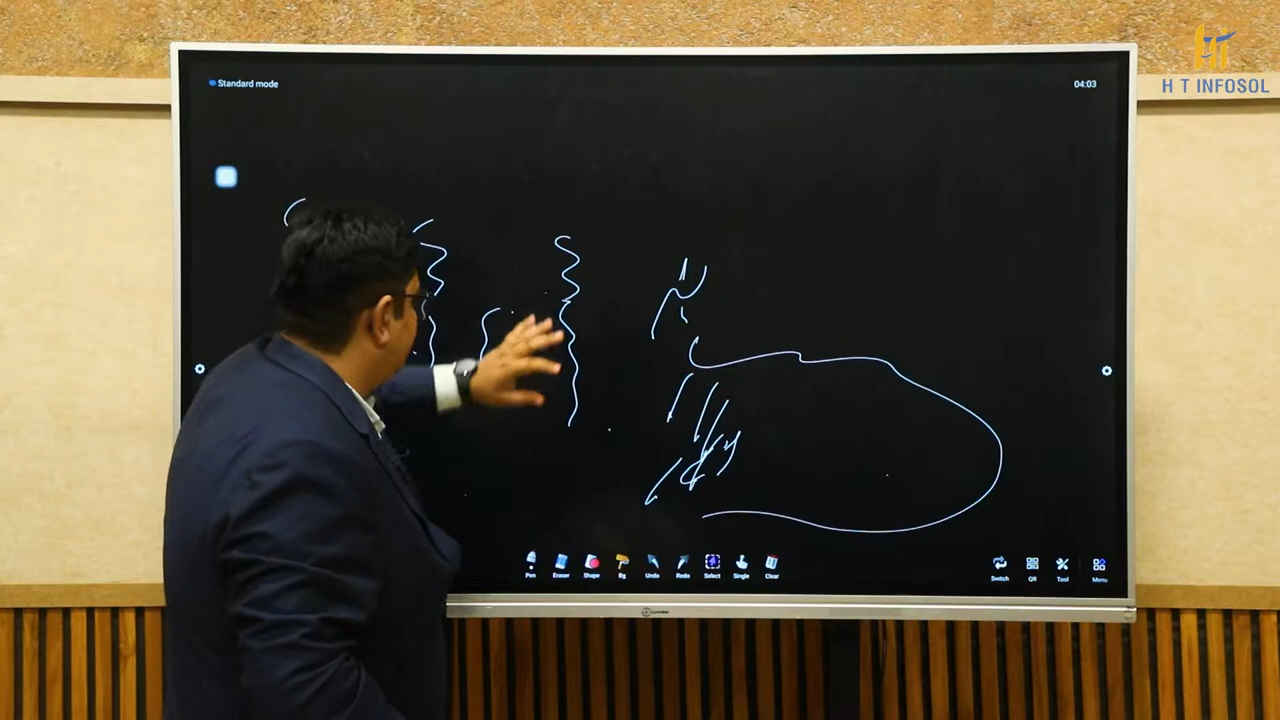 H T INFOSOL
Standard mode
04:03
Pen Eraser Shape Bg Undo Redo Select Single Clear
Switch QR Tool Menu